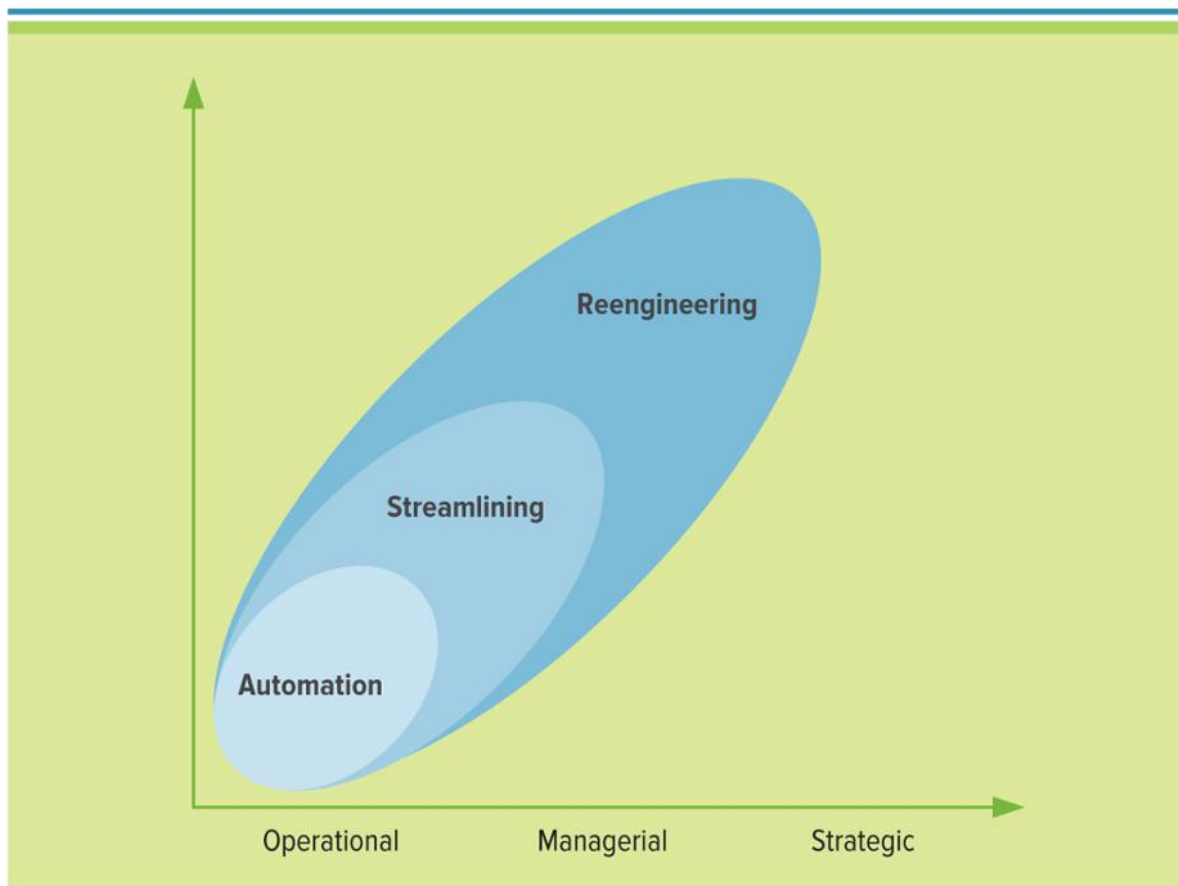 Reengineering
Streamlining
Automation
Operational Managerial Strategic